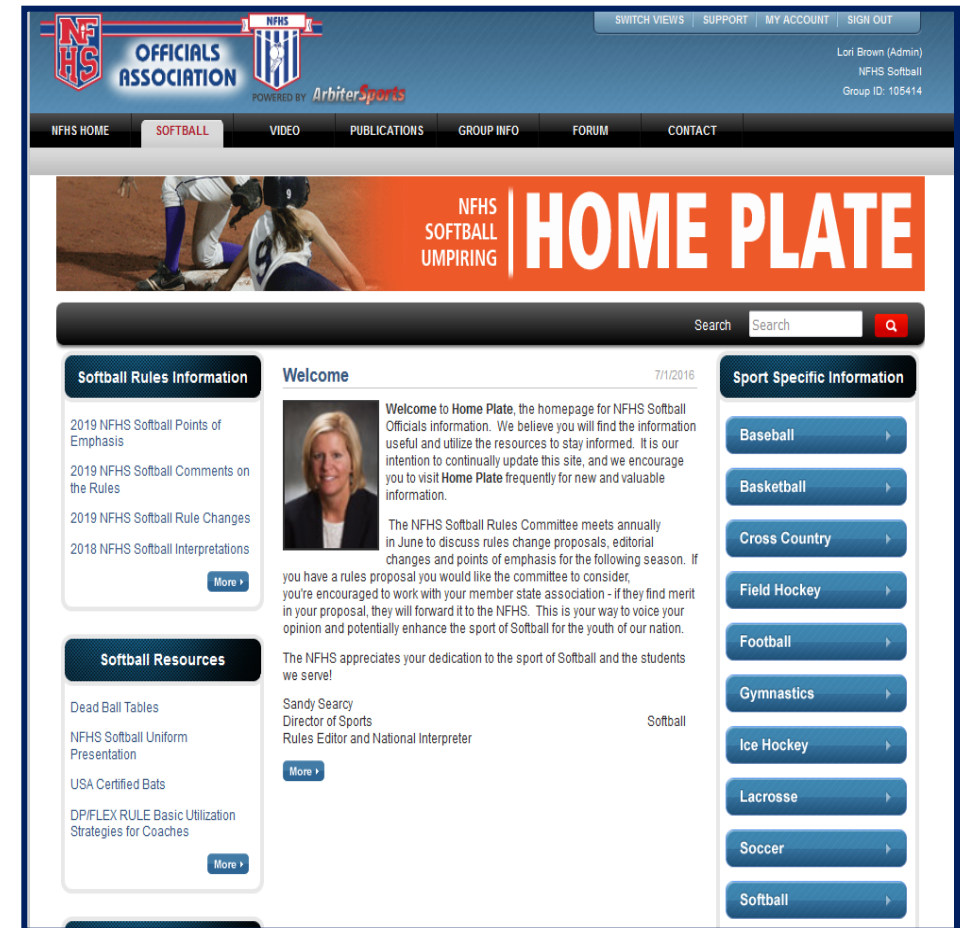 SWITCH VIEWS SUPPORT MY ACCOUNT SIGN OUT
NFHS
NFHS
OFFICIALS
ASSOCIATION
POWERED BY ArbiterSports
Lori Brown (Admin)
NFHS Softball
Group ID: 105414
NFHS HOME SOFTBALL VIDEO PUBLICATIONS GROUP INFO FORUM CONTACT
9
9
NFHS
SOFTBALL
UMPIRING
HOME PLATE
Search Search
Softball Rules Information
2019 NFHS Softball Points of
Emphasis
2019 NFHS Softball Comments on
the Rules
2019 NFHS Softball Rule Changes
2018 NFHS Softball Interpretations
More
Softball Resources
Dead Ball Tables
NFHS Softball Uniform
Presentation
USA Certified Bats
DP/FLEX RULE Basic Utilization
Strategies for Coaches
More
Welcome 7/1/2016
Welcome to Home Plate, the homepage for NFHS Softball
Officials information. We believe you will find the information
useful and utilize the resources to stay informed. It is our
intention to continually update this site, and we encourage
you to visit Home Plate frequently for new and valuable
information.
The NFHS Softball Rules Committee meets annually
in June to discuss rules change proposals, editorial
changes and points of emphasis for the following season. If
you have a rules proposal you would like the committee to consider,
you're encouraged to work with your member state association - if they find merit
in your proposal, they will forward it to the NFHS. This is your way to voice your
opinion and potentially enhance the sport of Softball for the youth of our nation.
The NFHS appreciates your dedication to the sport of Softball and the students
we serve!
Sandy Searcy
Director of Sports Softball
Rules Editor and National Interpreter
More
Sport Specific Information
Baseball
Basketball
Cross Country
Field Hockey
Football
Gymnastics
Ice Hockey
Lacrosse
Soccer
Softball